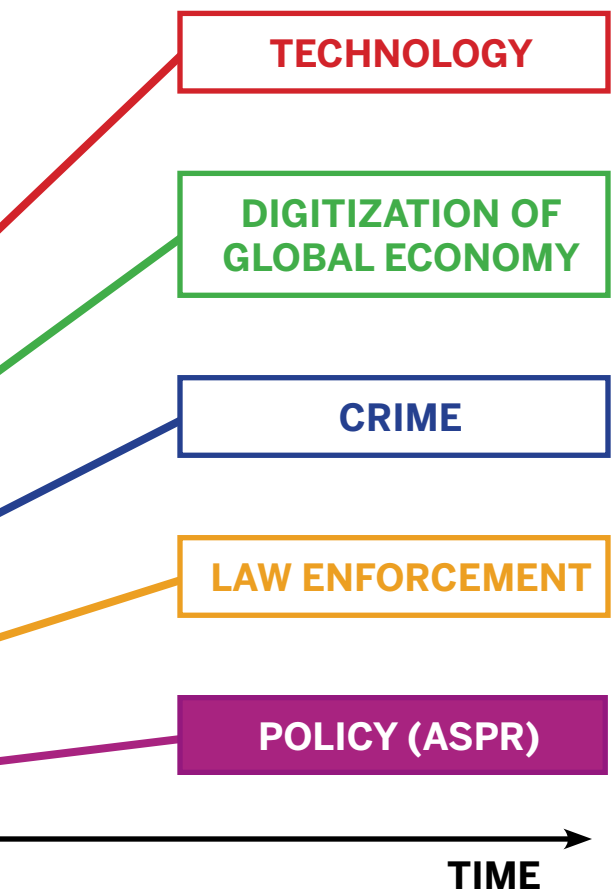 TECHNOLOGY
DIGITIZATION OF
GLOBAL ECONOMY
CRIME
LAW ENFORCEMENT
POLICY (ASPR)
TIME